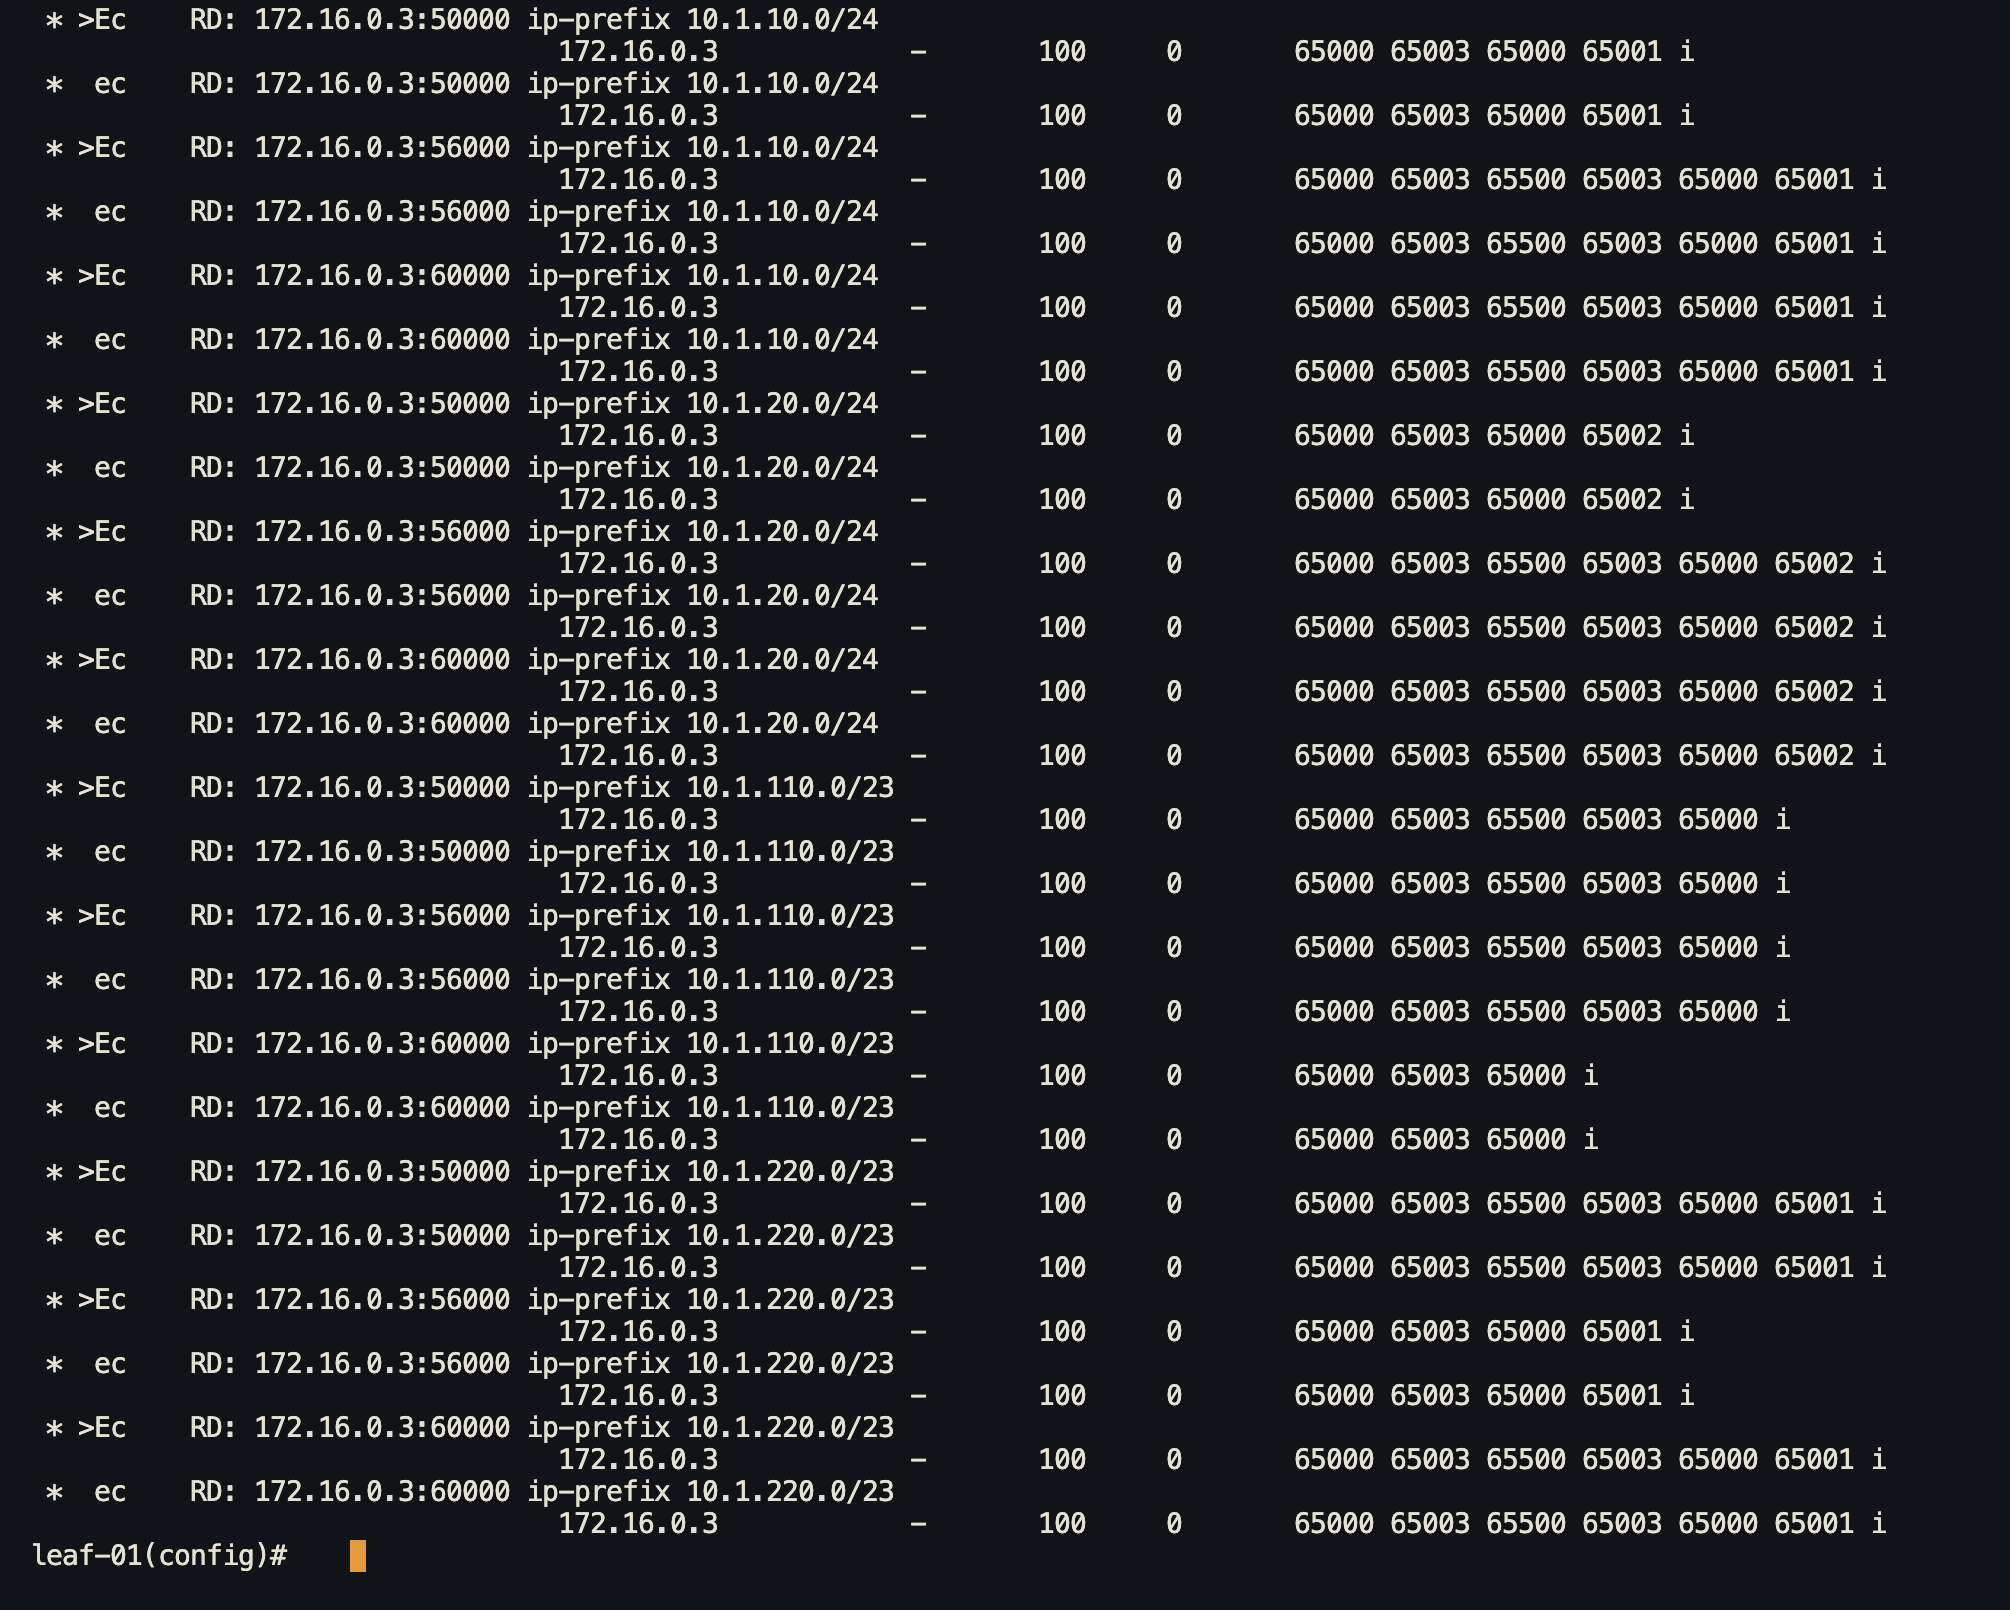 * >Ec    RD: 172.16.0.3:50000 ip-prefix 10.1.10.0/24
172.16.0.3            -       100     0       65000 65003 65000 65001 i
*  ec    RD: 172.16.0.3:50000 ip-prefix 10.1.10.0/24
172.16.0.3            -       100     0       65000 65003 65000 65001 i
* >Ec    RD: 172.16.0.3:56000 ip-prefix 10.1.10.0/24
172.16.0.3            -       100     0       65000 65003 65500 65003 65000 65001 i
*  ec    RD: 172.16.0.3:56000 ip-prefix 10.1.10.0/24
172.16.0.3            -       100     0       65000 65003 65500 65003 65000 65001 i
* >Ec    RD: 172.16.0.3:60000 ip-prefix 10.1.10.0/24
172.16.0.3            -       100     0       65000 65003 65500 65003 65000 65001 i
*  ec    RD: 172.16.0.3:60000 ip-prefix 10.1.10.0/24
172.16.0.3            -       100     0       65000 65003 65500 65003 65000 65001 i
* >Ec    RD: 172.16.0.3:50000 ip-prefix 10.1.20.0/24
172.16.0.3            -       100     0       65000 65003 65000 65002 i
*  ec    RD: 172.16.0.3:50000 ip-prefix 10.1.20.0/24
172.16.0.3            -       100     0       65000 65003 65000 65002 i
* >Ec    RD: 172.16.0.3:56000 ip-prefix 10.1.20.0/24
172.16.0.3            -       100     0       65000 65003 65500 65003 65000 65002 i
*  ec    RD: 172.16.0.3:56000 ip-prefix 10.1.20.0/24
172.16.0.3            -       100     0       65000 65003 65500 65003 65000 65002 i
* >Ec    RD: 172.16.0.3:60000 ip-prefix 10.1.20.0/24
172.16.0.3            -       100     0       65000 65003 65500 65003 65000 65002 i
*  ec    RD: 172.16.0.3:60000 ip-prefix 10.1.20.0/24
172.16.0.3            -       100     0       65000 65003 65500 65003 65000 65002 i
* >Ec    RD: 172.16.0.3:50000 ip-prefix 10.1.110.0/23
172.16.0.3            -       100     0       65000 65003 65500 65003 65000 i
*  ec    RD: 172.16.0.3:50000 ip-prefix 10.1.110.0/23
172.16.0.3            -       100     0       65000 65003 65500 65003 65000 i
* >Ec    RD: 172.16.0.3:56000 ip-prefix 10.1.110.0/23
172.16.0.3            -       100     0       65000 65003 65500 65003 65000 i
*  ec    RD: 172.16.0.3:56000 ip-prefix 10.1.110.0/23
172.16.0.3            -       100     0       65000 65003 65500 65003 65000 i
* >Ec    RD: 172.16.0.3:60000 ip-prefix 10.1.110.0/23
172.16.0.3            -       100     0       65000 65003 65000 i
*  ec    RD: 172.16.0.3:60000 ip-prefix 10.1.110.0/23
172.16.0.3            -       100     0       65000 65003 65000 i
* >Ec    RD: 172.16.0.3:50000 ip-prefix 10.1.220.0/23
172.16.0.3            -       100     0       65000 65003 65500 65003 65000 65001 i
*  ec    RD: 172.16.0.3:50000 ip-prefix 10.1.220.0/23
172.16.0.3            -       100     0       65000 65003 65500 65003 65000 65001 i
* >Ec    RD: 172.16.0.3:56000 ip-prefix 10.1.220.0/23
172.16.0.3            -       100     0       65000 65003 65000 65001 i
*  ec    RD: 172.16.0.3:56000 ip-prefix 10.1.220.0/23
172.16.0.3            -       100     0       65000 65003 65000 65001 i
* >Ec    RD: 172.16.0.3:60000 ip-prefix 10.1.220.0/23
172.16.0.3            -       100     0       65000 65003 65500 65003 65000 65001 i
*  ec    RD: 172.16.0.3:60000 ip-prefix 10.1.220.0/23
172.16.0.3            -       100     0       65000 65003 65500 65003 65000 65001 i
leaf-01(config)#